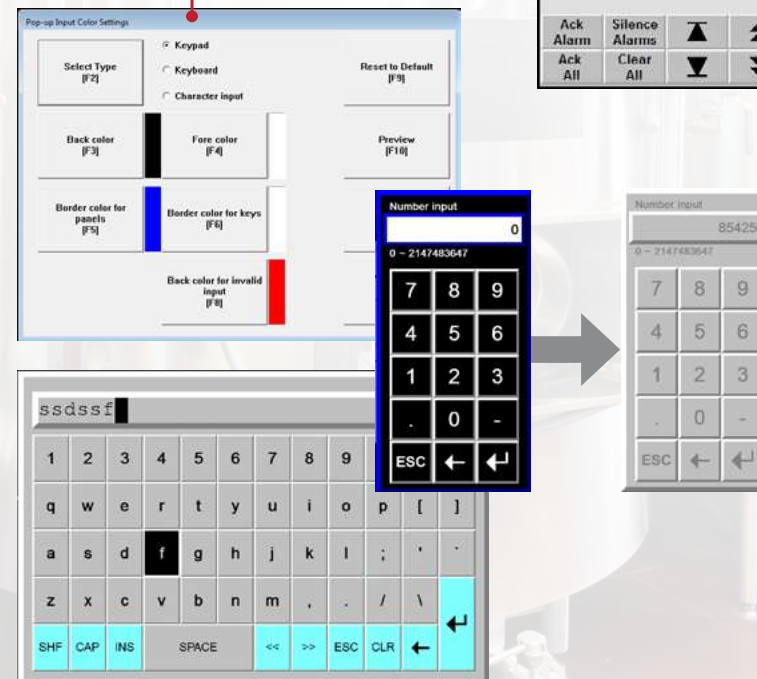 Ack Alarm
Silence Alarms
Ack All
Clear All
Pop-up Input Color Settings
Select Type [F2]
Keypad
Keyboard
Character input
Reset to Default [F9]
Back color [F3]
Fore color [F4]
Preview [F10]
Border color for panels [F5]
Border color for keys [F6]
Back color for invalid input [F8]
Number input
0
0 ~ 2147483647
7 8 9
4 5 6
1 2 3
. 0 -
ESC
Number input
85425
0 ~ 2147483647
7 8 9
4 5 6
1 2 3
. 0 -
ESC
ssdssf
1 2 3 4 5 6 7 8 9
q w e r t y u i o p [ ]
a s d f g h j k l ; '
z x c v b n m , . / \
SHF CAP INS SPACE << >> ESC CLR